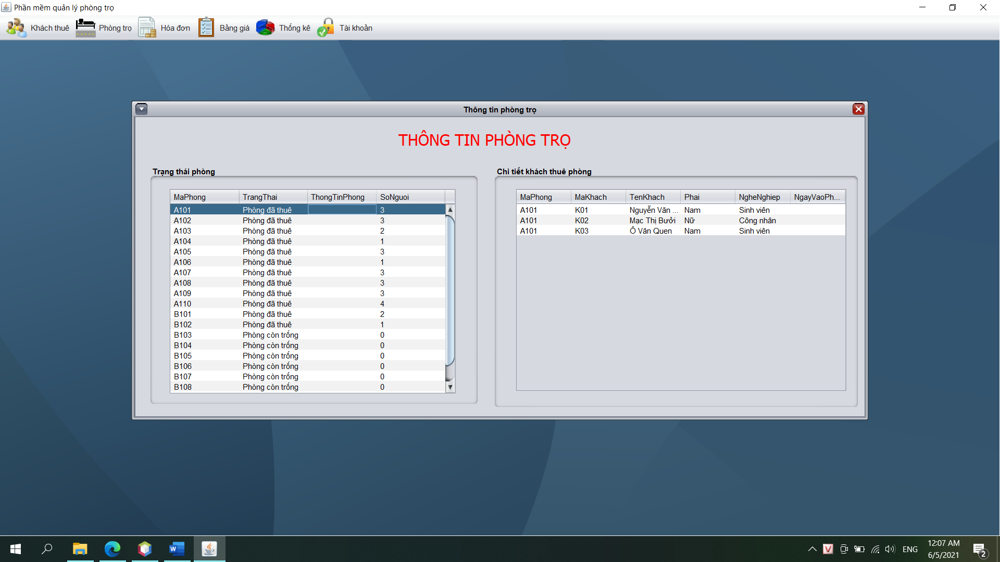 Phần mềm quản lý phòng trọ
Khách thuê Phòng trọ Hóa đơn Bảng giá Thống kê Tài khoản
Thông tin phòng trọ
THÔNG TIN PHÒNG TRỌ
Trạng thái phòng
MaPhong TrangThai ThongTinPhong SoNguoi
A101 Phòng đã thuê 3
A102 Phòng đã thuê 3
A103 Phòng đã thuê 2
A104 Phòng đã thuê 1
A105 Phòng đã thuê 3
A106 Phòng đã thuê 1
A107 Phòng đã thuê 3
A108 Phòng đã thuê 3
A109 Phòng đã thuê 3
A110 Phòng đã thuê 4
B101 Phòng đã thuê 2
B102 Phòng đã thuê 1
B103 Phòng còn trống 0
B104 Phòng còn trống 0
B105 Phòng còn trống 0
B106 Phòng còn trống 0
B107 Phòng còn trống 0
B108 Phòng còn trống 0
Chi tiết khách thuê phòng
MaPhong MaKhach TenKhach Phai NgheNghiep NgayVaoPh...
A101 K01 Nguyễn Văn ... Nam Sinh viên
A101 K02 Mạc Thị Bưởi Nữ Công nhân
A101 K03 Ô Văn Quen Nam Sinh viên
ENG
12:07 AM
6/5/2021
2